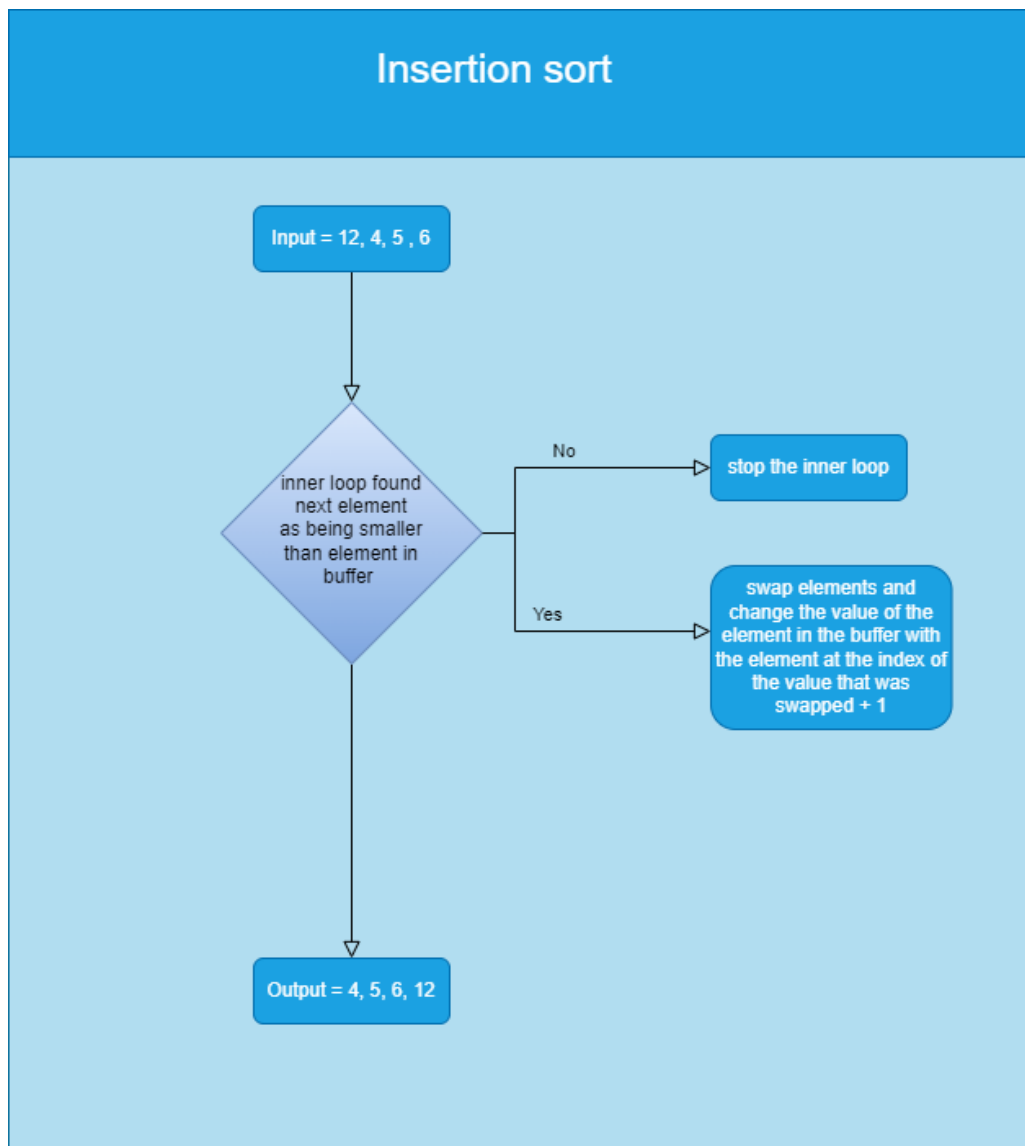 Insertion sort
Input = 12, 4, 5 , 6
inner loop found
next element
as being smaller
than element in
buffer
No
stop the inner loop
Yes
swap elements and
change the value of the
element in the buffer with
the element at the index of
the value that was
swapped + 1
Output = 4, 5, 6, 12